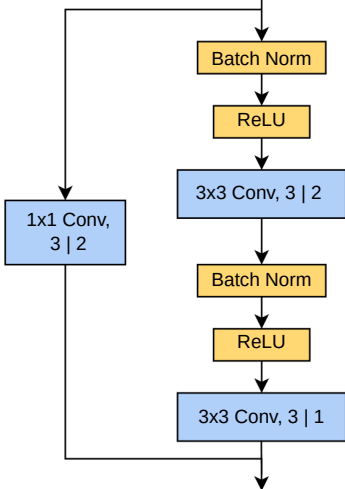 Batch Norm
ReLU
3x3 Conv, 3 | 2
1x1 Conv,
3 | 2
Batch Norm
ReLU
3x3 Conv, 3 | 1